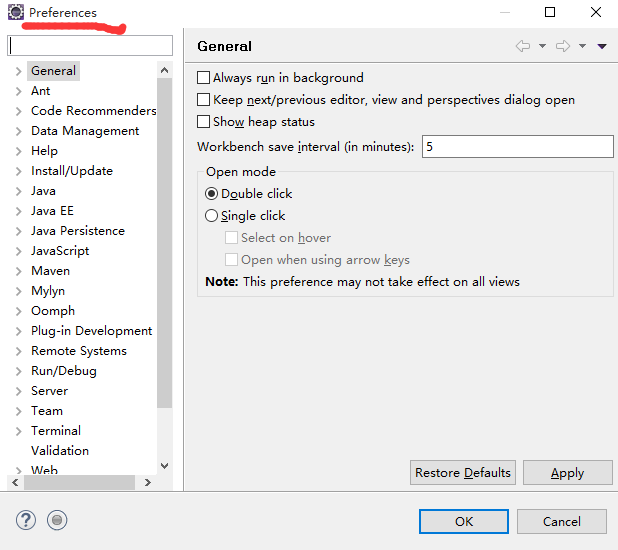 Preferences
General
Ant
Code Recommenders
Data Management
Help
Install/Update
Java
Java EE
Java Persistence
JavaScript
Maven
Mylyn
Oomph
Plug-in Development
Remote Systems
Run/Debug
Server
Team
Terminal
Validation
Web
General
Always run in background
Keep next/previous editor, view and perspectives dialog open
Show heap status
Workbench save interval (in minutes): 5
Open mode
Double click
Single click
Select on hover
Open when using arrow keys
Note: This preference may not take effect on all views
Restore Defaults Apply
? OK Cancel